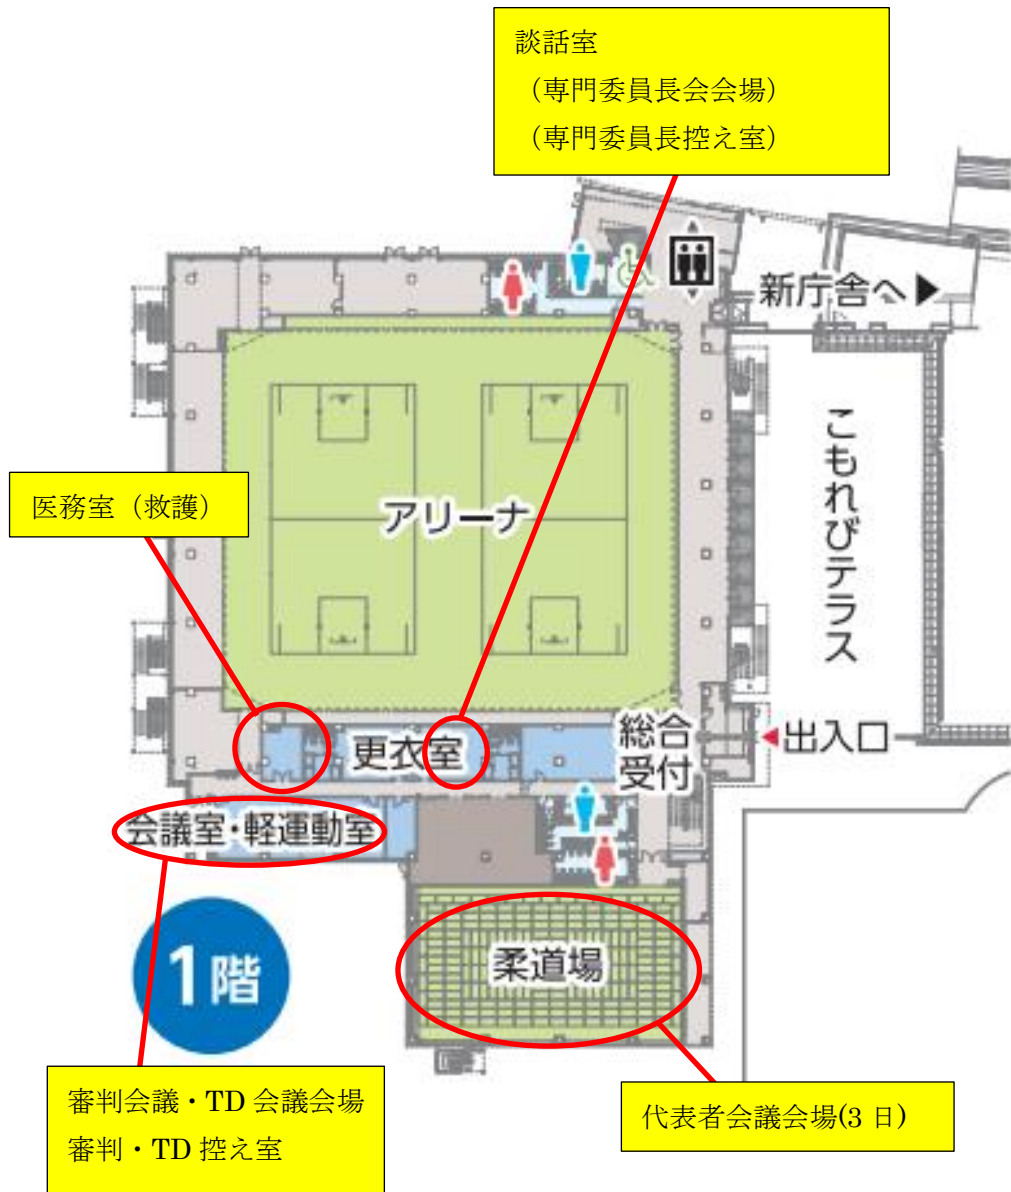 談話室
（専門委員長会会場）
（専門委員長控え室）
新庁舎へ▶
こもれびテラス
医務室（救護）
アリーナ
更衣室
総合
受付
◀出入口
会議室・軽運動室
柔道場
1階
審判会議・TD 会議会場
審判・TD 控え室
代表者会議会場(3 日)